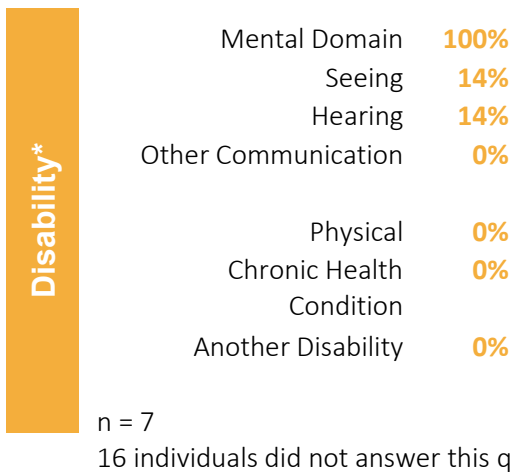 Disability*
Mental Domain 100%
Seeing 14%
Hearing 14%
Other Communication 0%
Physical 0%
Chronic Health 0%
Condition
Another Disability 0%
n = 7
16 individuals did not answer this q